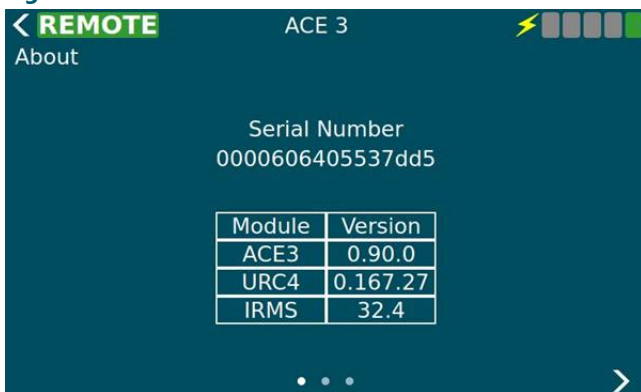 REMOTE ACE 3
About
Serial Number
0000606405537dd5
Module Version
ACE3 0.90.0
URC4 0.167.27
IRMS 32.4